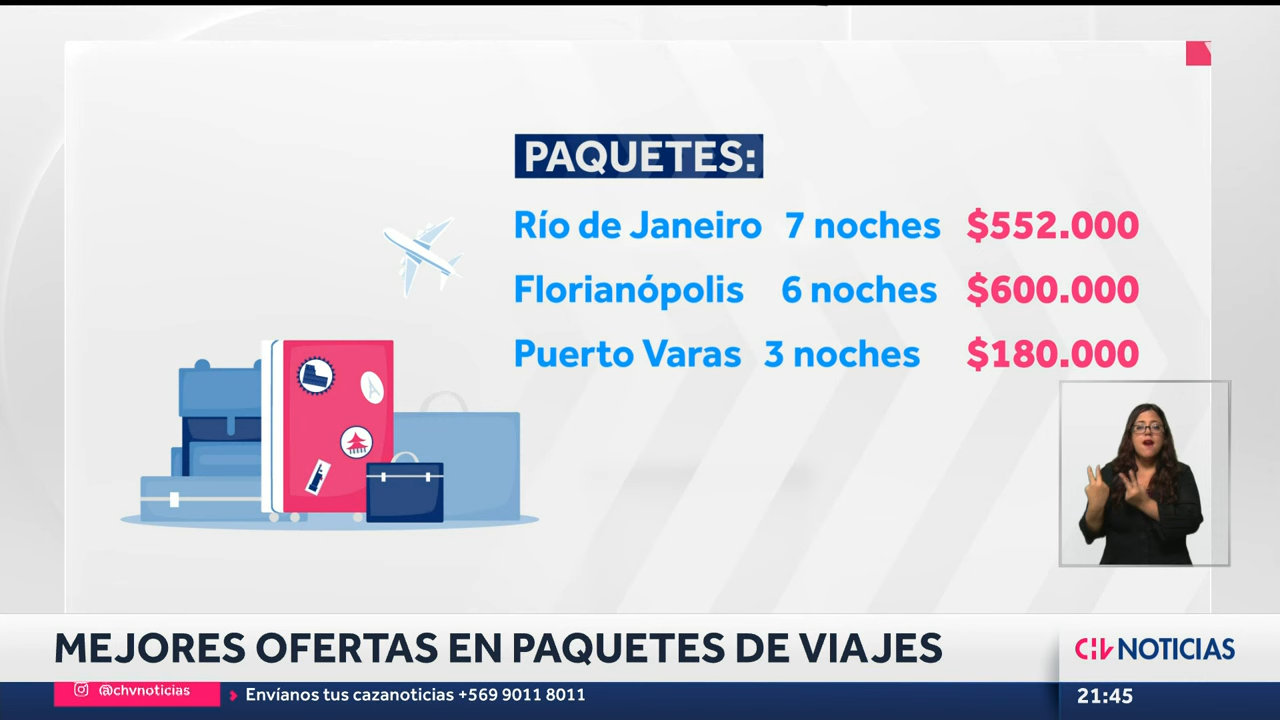 PAQUETES:
Río de Janeiro 7 noches $552.000
Florianópolis 6 noches $600.000
Puerto Varas 3 noches $180.000
MEJORES OFERTAS EN PAQUETES DE VIAJES
CHV NOTICIAS
@chvnoticias
Envíanos tus cazanoticias +569 9011 8011
21:45